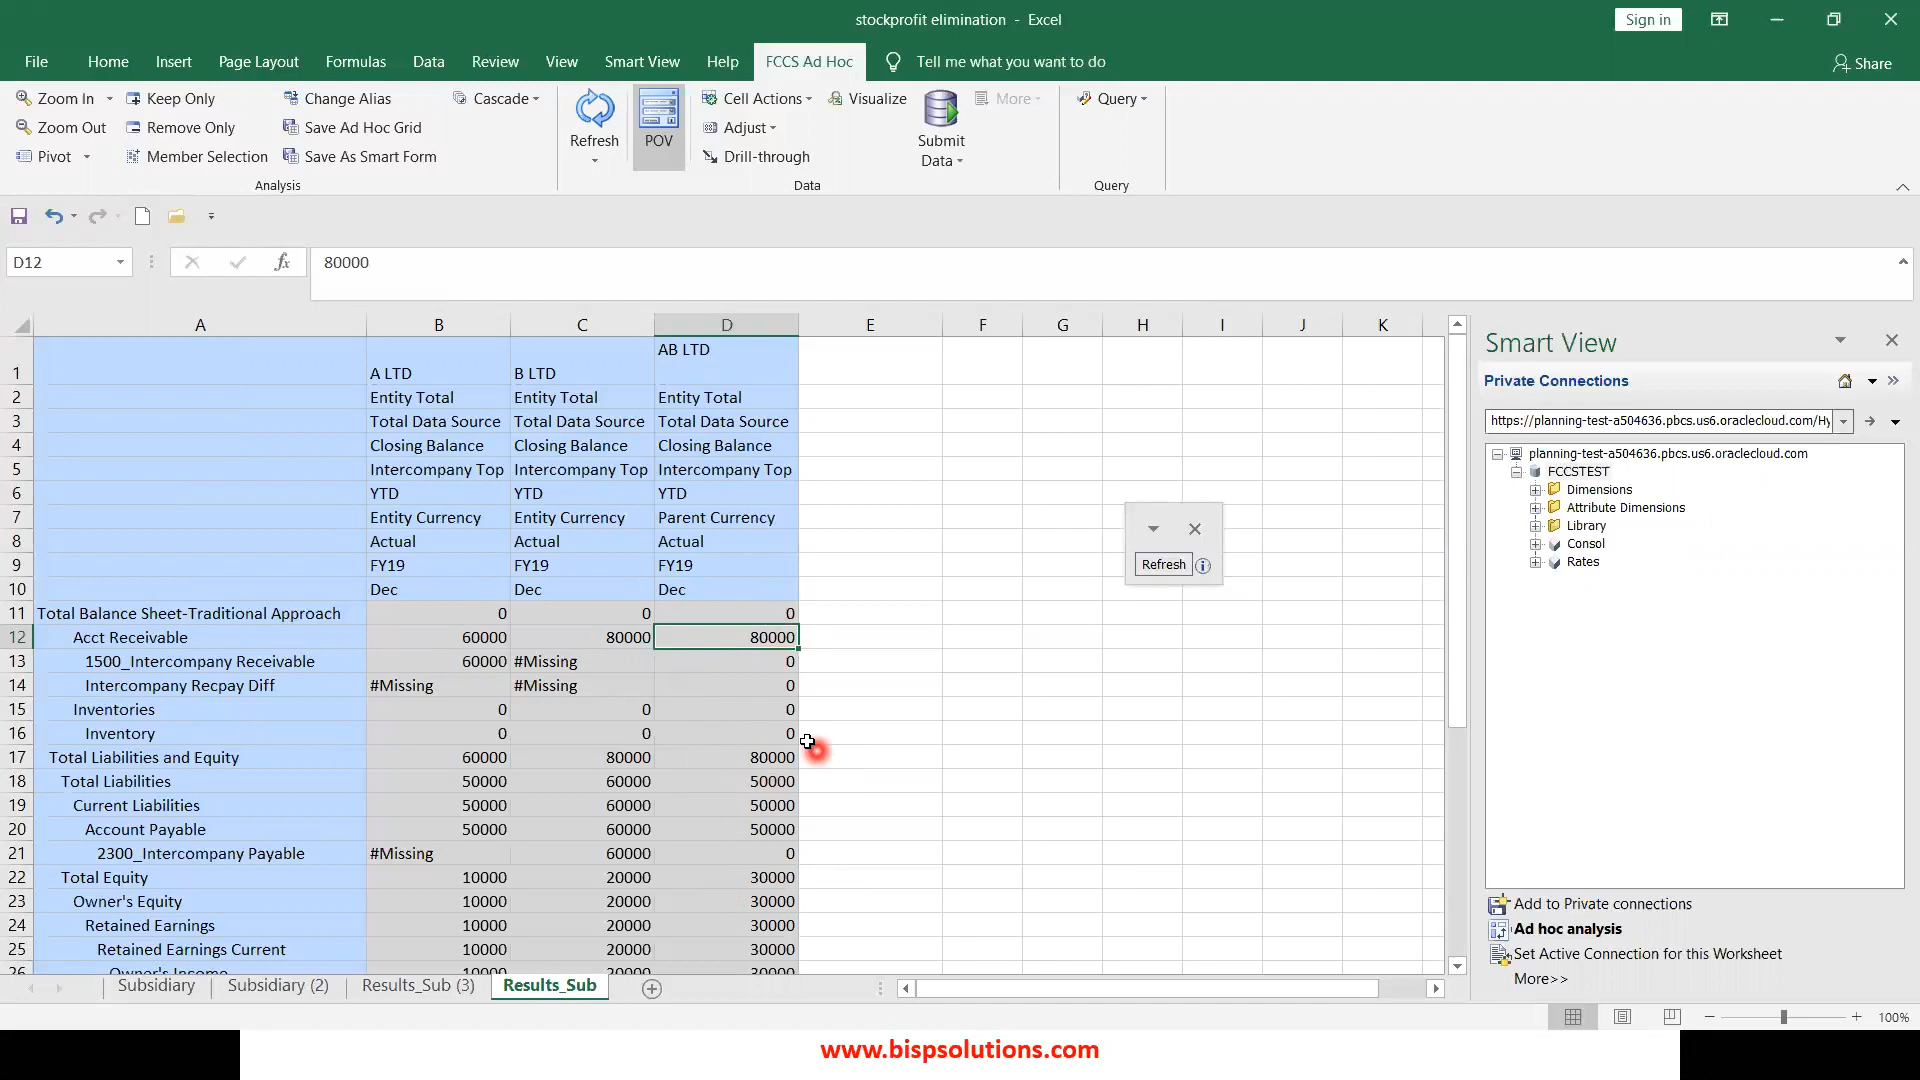 stockprofit elimination - Excel
Sign in
File Home Insert Page Layout Formulas Data Review View Smart View Help FCCS Ad Hoc Tell me what you want to do Share
Zoom In Keep Only Change Alias Cascade Cell Actions Visualize More Query
Zoom Out Remove Only Save Ad Hoc Grid Refresh POV Adjust Submit Data
Pivot Member Selection Save As Smart Form Drill-through
Analysis Data Query
D12 fx 80000
A B C D E F G H I J K
1 A LTD B LTD AB LTD
2 Entity Total Entity Total Entity Total
3 Total Data Source Total Data Source Total Data Source
4 Closing Balance Closing Balance Closing Balance
5 Intercompany Top Intercompany Top Intercompany Top
6 YTD YTD YTD
7 Entity Currency Entity Currency Parent Currency
8 Actual Actual Actual
9 FY19 FY19 FY19
10 Dec Dec Dec
11 Total Balance Sheet-Traditional Approach 0 0 0
12 Acct Receivable 60000 80000 80000
13 1500_Intercompany Receivable 60000 #Missing 0
14 Intercompany Recpay Diff #Missing #Missing 0
15 Inventories 0 0 0
16 Inventory 0 0 0
17 Total Liabilities and Equity 60000 80000 80000
18 Total Liabilities 50000 60000 50000
19 Current Liabilities 50000 60000 50000
20 Account Payable 50000 60000 50000
21 2300_Intercompany Payable #Missing 60000 0
22 Total Equity 10000 20000 30000
23 Owner's Equity 10000 20000 30000
24 Retained Earnings 10000 20000 30000
25 Retained Earnings Current 10000 20000 30000
26 Owner's Income 10000 20000 30000
Refresh
Smart View
Private Connections
https://planning-test-a504636.pbcs.us6.oraclecloud.com/Hy
planning-test-a504636.pbcs.us6.oraclecloud.com
FCCSTEST
Dimensions
Attribute Dimensions
Library
Consol
Rates
Add to Private connections
Ad hoc analysis
Set Active Connection for this Worksheet
More>>
Subsidiary Subsidiary (2) Results_Sub (3) Results_Sub
100%
www.bispsolutions.com